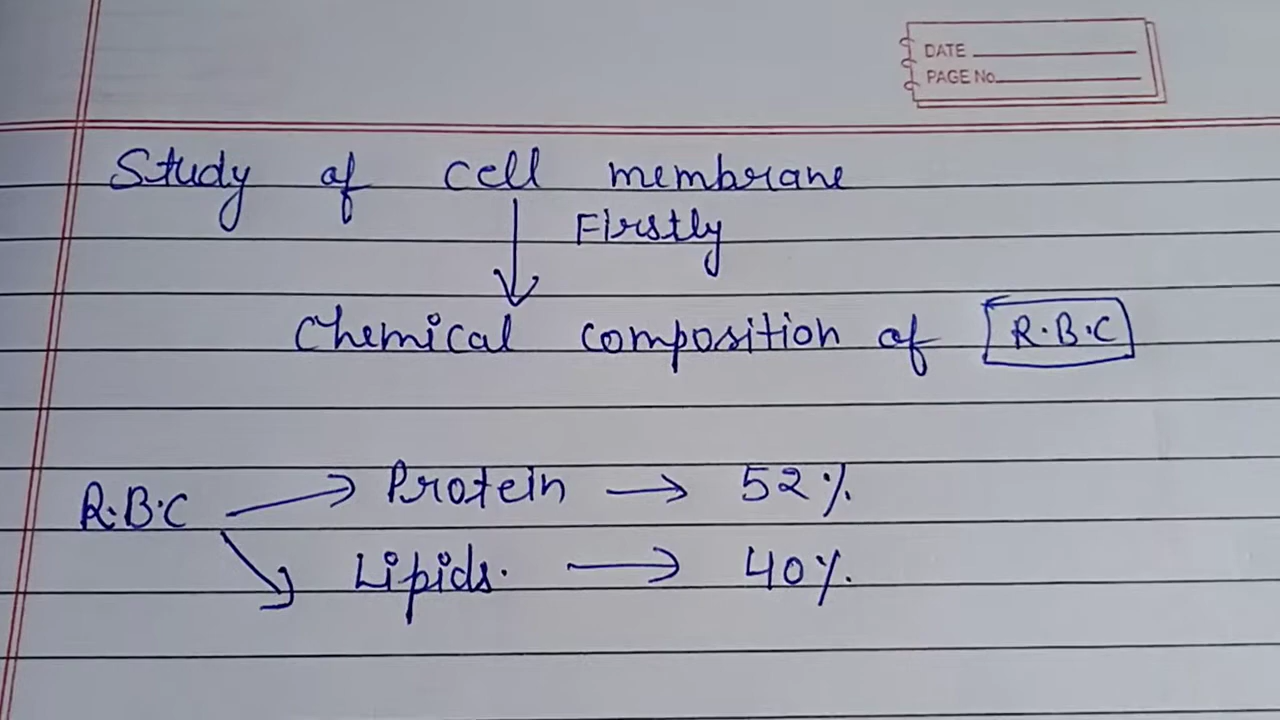 DATE
PAGE No.
Study of cell membrane
Firstly
Chemical composition of R.B.C
R.B.C → Protein → 52%.
Lipids. → 40%.